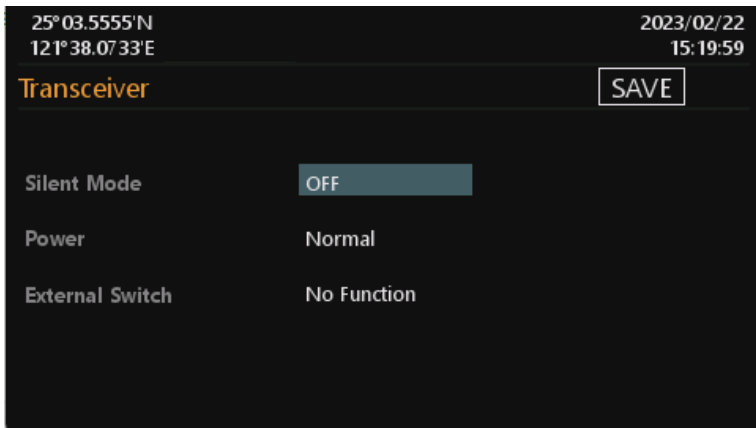 25°03.5555'N
2023/02/22
121°38.0733'E
15:19:59
Transceiver
SAVE
Silent Mode
OFF
Power
Normal
External Switch
No Function